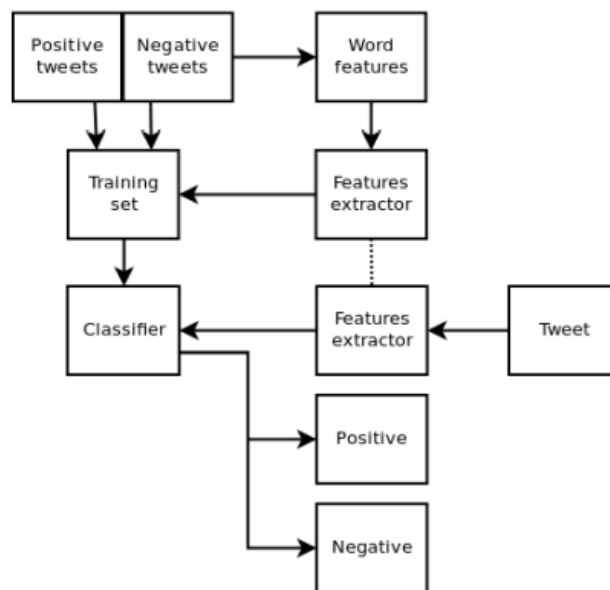 Positive
tweets
Negative
tweets
Word
features
Training
set
Features
extractor
Classifier
Features
extractor
Tweet
Positive
Negative